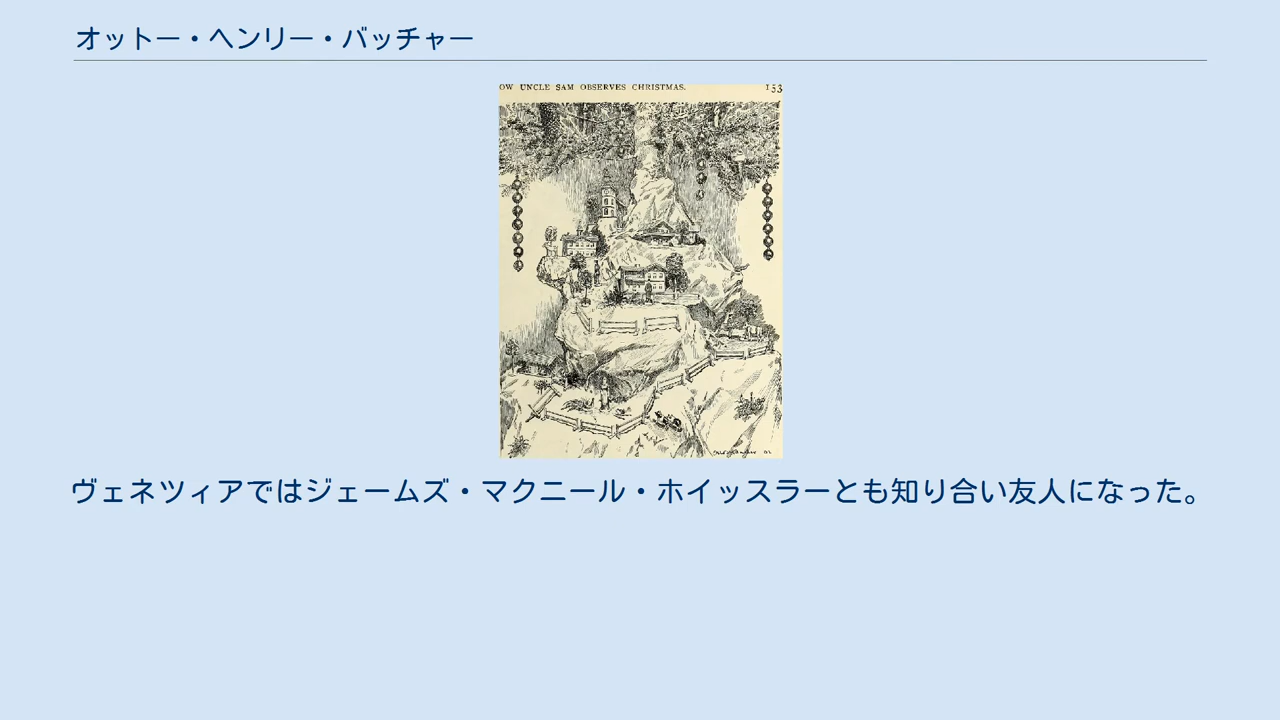 オットー・ヘンリー・バッチャー
OW UNCLE SAM OBSERVES CHRISTMAS. 153
ヴェネツィアではジェームズ・マクニール・ホイッスラーとも知り合い友人になった。